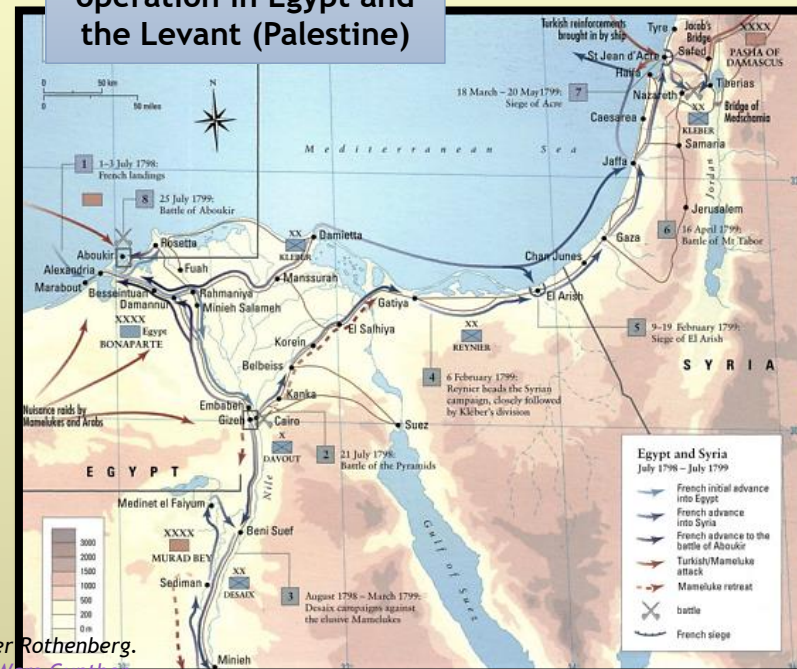 operation in Egypt and
the Levant (Palestine)
Turkish reinforcements
brought in by ship
Tyre
Jacob's
Bridge
Safed
XXXX
PASHA OF
DAMASCUS
St Jean d'Acre
Haifa
Tiberias
Nazareth
Bridge of
Medschamia
XX
KLEBER
18 March – 20 May1799:
Siege of Acre
7
Caesarea
Samaria
Jaffa
Jordan
Jerusalem
6
16 April 1799:
Battle of Mt Tabor
Gaza
Chan Junes
El Arish
5
9–19 February 1799:
Siege of El Arish
SYRIA
0
50 km
0
50 miles
N
Mediterranean Sea
1
1–3 July 1798:
French landings
8
25 July 1799:
Battle of Aboukir
Rosetta
Aboukir
Alexandria
Marabout
Fuah
Besseintuan
Damannur
Rahmaniya
Minieh Salameh
XX
KLEBER
Damietta
Manssurah
XXXX
Egypt
BONAPARTE
Gatiya
El Salhiya
Korein
Belbeiss
Kanka
XX
REYNIER
4
6 February 1799:
Reynier heads the Syrian
campaign, closely followed
by Kléber's division
Nuisance raids by
Mamelukes and Arabs
Embabeh
Gizeh
Cairo
Suez
X
DAVOUT
2
21 July 1798:
Battle of the Pyramids
EGYPT
Nile
Medinet el Faiyum
Beni Suef
XXXX
MURAD BEY
XX
DESAIX
Sediman
3
August 1798 – March 1799:
Desaix campaigns against
the elusive Mamelukes
Minieh
Gulf of Suez
3000
2000
1500
1000
500
200
0 m
Egypt and Syria
July 1798 – July 1799
French initial advance
into Egypt
French advance
into Syria
French advance to the
battle of Aboukir
Turkish/Mameluke
attack
Mameluke retreat
battle
French siege
Rothenberg.